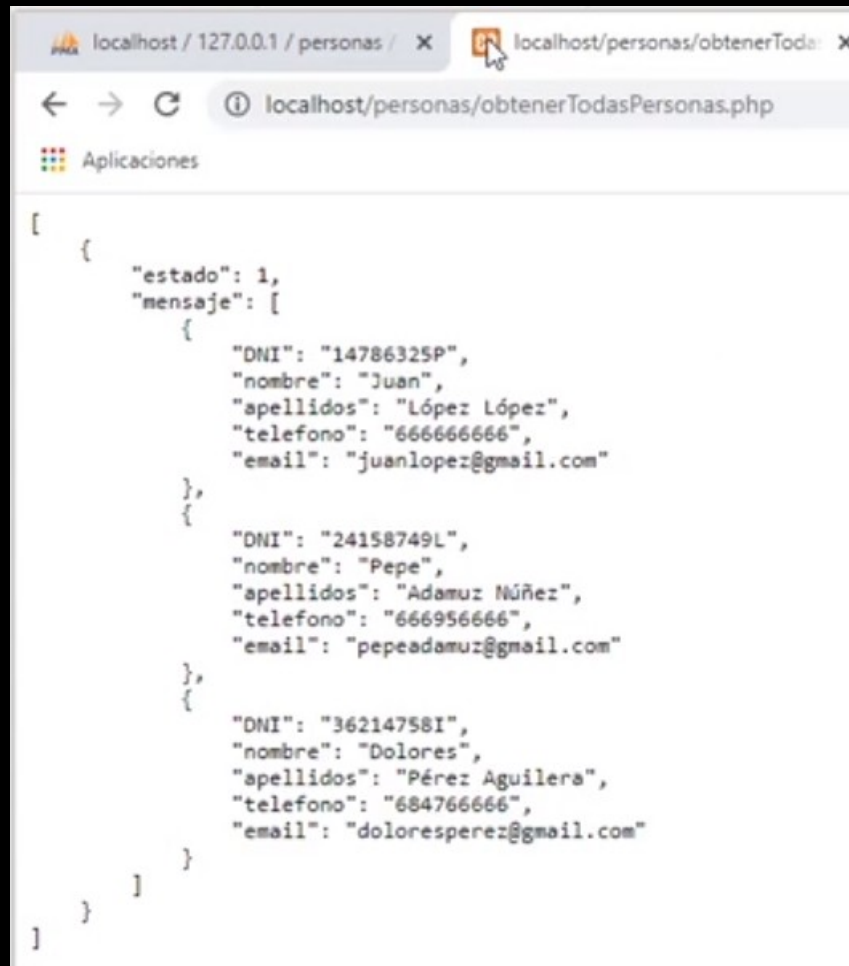 localhost / 127.0.0.1 / personas /
localhost/personas/obtenerTodas
localhost/personas/obtenerTodasPersonas.php
Aplicaciones
[
{
"estado": 1,
"mensaje": [
{
"DNI": "14786325P",
"nombre": "Juan",
"apellidos": "López López",
"telefono": "666666666",
"email": "juanlopez@gmail.com"
},
{
"DNI": "24158749L",
"nombre": "Pepe",
"apellidos": "Adamuz Núñez",
"telefono": "666956666",
"email": "pepeadamuz@gmail.com"
},
{
"DNI": "36214758I",
"nombre": "Dolores",
"apellidos": "Pérez Aguilera",
"telefono": "684766666",
"email": "doloresperez@gmail.com"
}
]
}
]